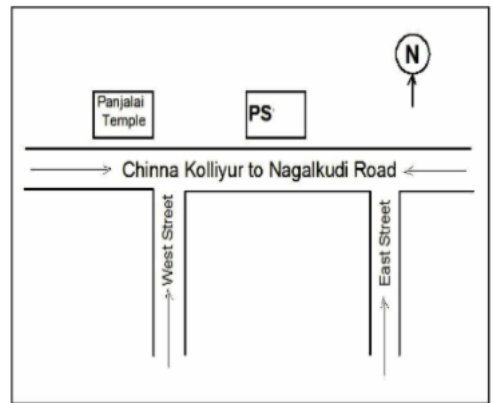 N
Panjalai
Temple
PS
Chinna Kolliyur to Nagalkudi Road
West Street
East Street